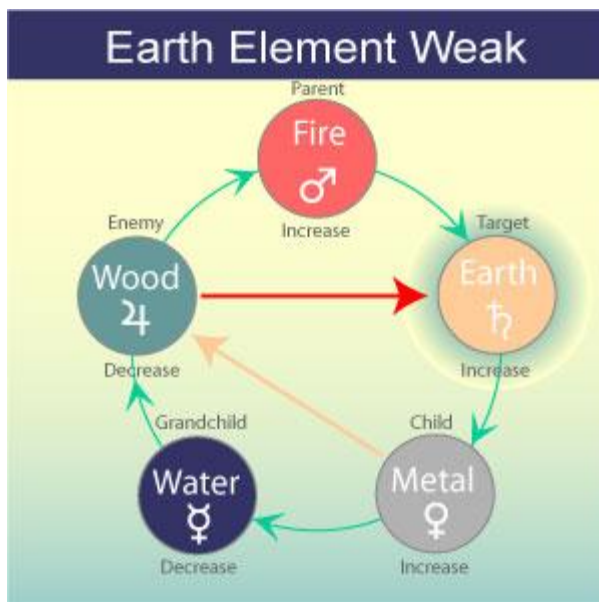 Earth Element Weak
Parent
Fire
♂
Increase
Enemy
Wood
♃
Decrease
Target
Earth
♄
Increase
Grandchild
Water
☿
Decrease
Child
Metal
♀
Increase